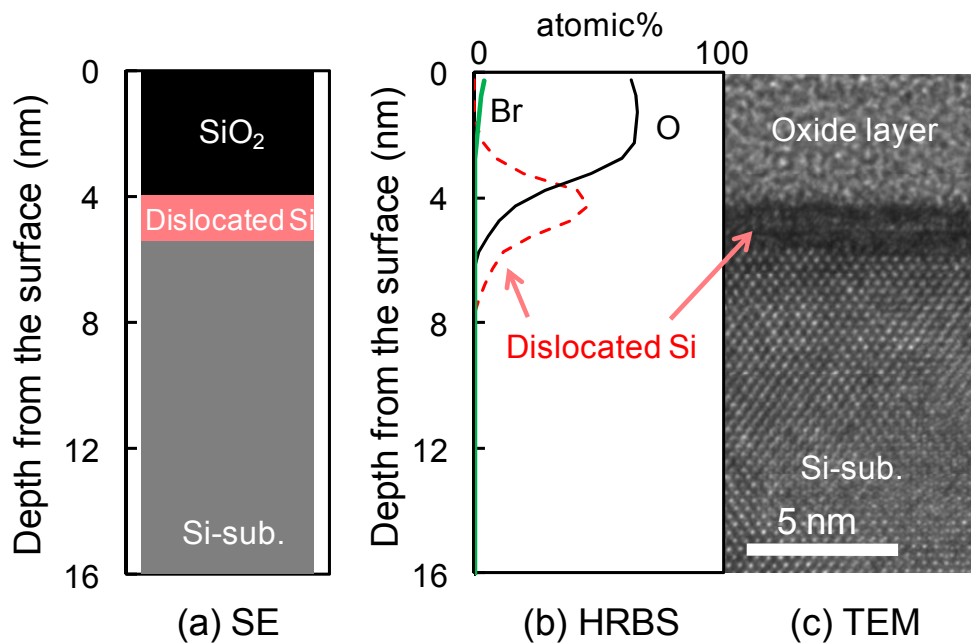 Depth from the surface (nm)
0
4
8
12
16
SiO2
Dislocated Si
Si-sub.
(a) SE
Depth from the surface (nm)
atomic%
0
100
0
4
8
12
16
Br
O
Dislocated Si
(b) HRBS
Oxide layer
Si-sub.
5 nm
(c) TEM